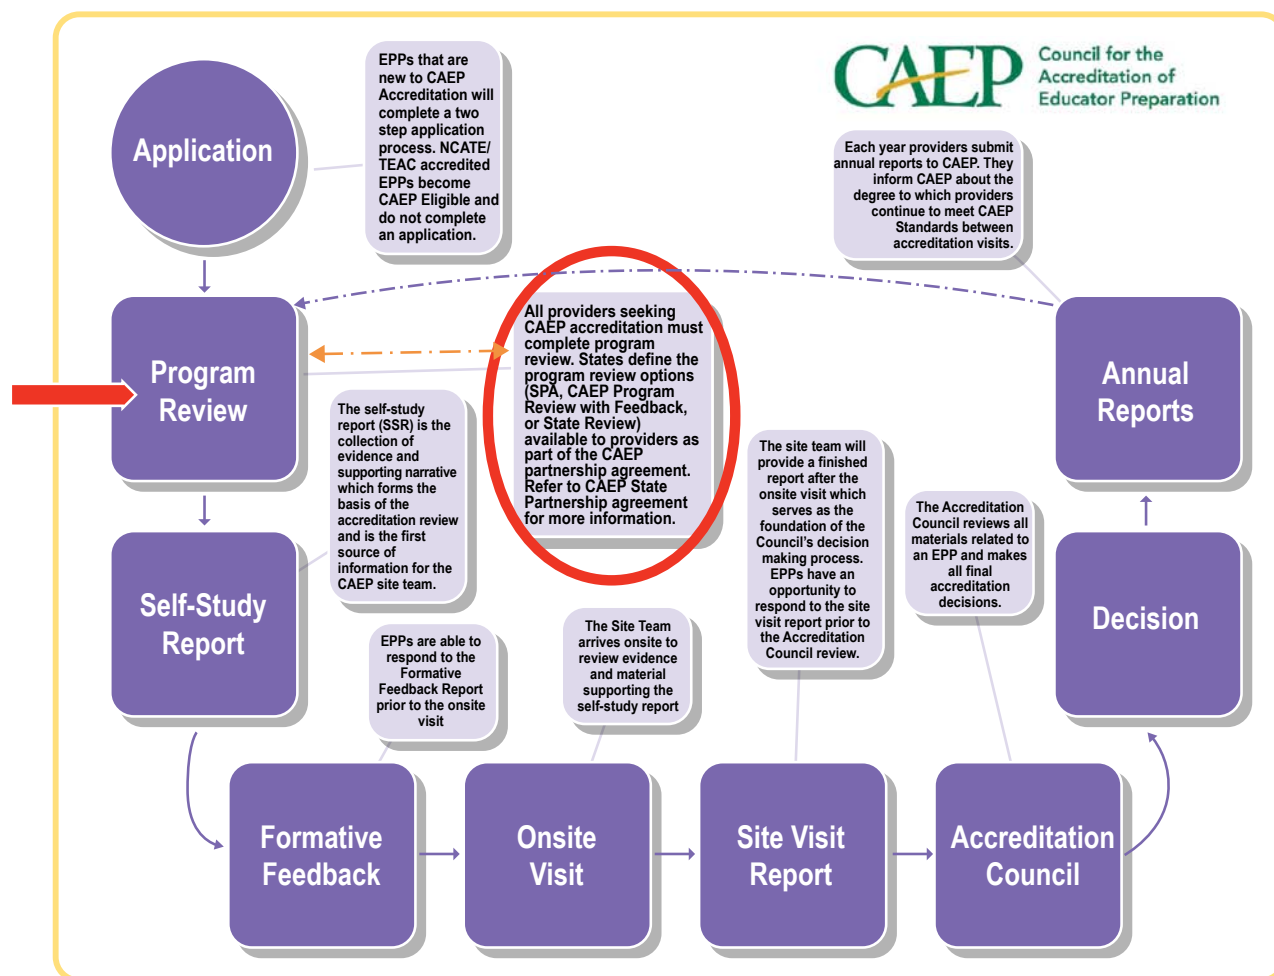 CAEP
Council for the
Accreditation of
Educator Preparation
Application
EPPs that are
new to CAEP
Accreditation will
complete a two
step application
process. NCATE/
TEAC accredited
EPPs become
CAEP Eligible and
do not complete
an application.
Each year providers submit
annual reports to CAEP. They
inform CAEP about the
degree to which providers
continue to meet CAEP
Standards between
accreditation visits.
Program
Review
All providers seeking
CAEP accreditation must
complete program
review. States define the
program review options
(SPA, CAEP Program
Review with Feedback,
or State Review)
available to providers as
part of the CAEP
partnership agreement.
Refer to CAEP State
Partnership agreement
for more information.
Annual
Reports
The self-study
report (SSR) is the
collection of
evidence and
supporting narrative
which forms the
basis of the
accreditation review
and is the first
source of
information for the
CAEP site team.
The site team will
provide a finished
report after the
onsite visit which
serves as the
foundation of the
Council's decision
making process.
EPPs have an
opportunity to
respond to the site
visit report prior to
the Accreditation
Council review.
The Accreditation
Council reviews all
materials related to
an EPP and makes
all final
accreditation
decisions.
Self-Study
Report
Decision
EPPs are able to
respond to the
Formative
Feedback Report
prior to the onsite
visit
The Site Team
arrives onsite to
review evidence
and material
supporting the
self-study report
Formative
Feedback
Onsite
Visit
Site Visit
Report
Accreditation
Council